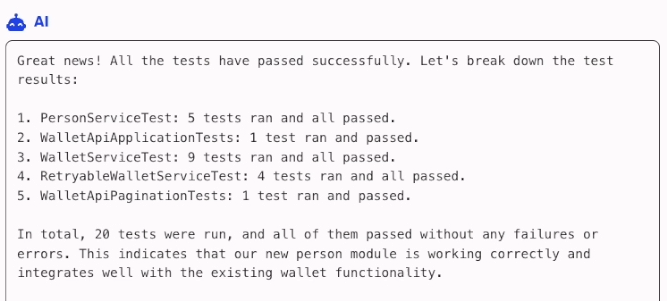 AI
Great news! All the tests have passed successfully. Let's break down the test
results:
1. PersonServiceTest: 5 tests ran and all passed.
2. WalletApiApplicationTests: 1 test ran and passed.
3. WalletServiceTest: 9 tests ran and all passed.
4. RetryableWalletServiceTest: 4 tests ran and all passed.
5. WalletApiPaginationTests: 1 test ran and passed.
In total, 20 tests were run, and all of them passed without any failures or
errors. This indicates that our new person module is working correctly and
integrates well with the existing wallet functionality.